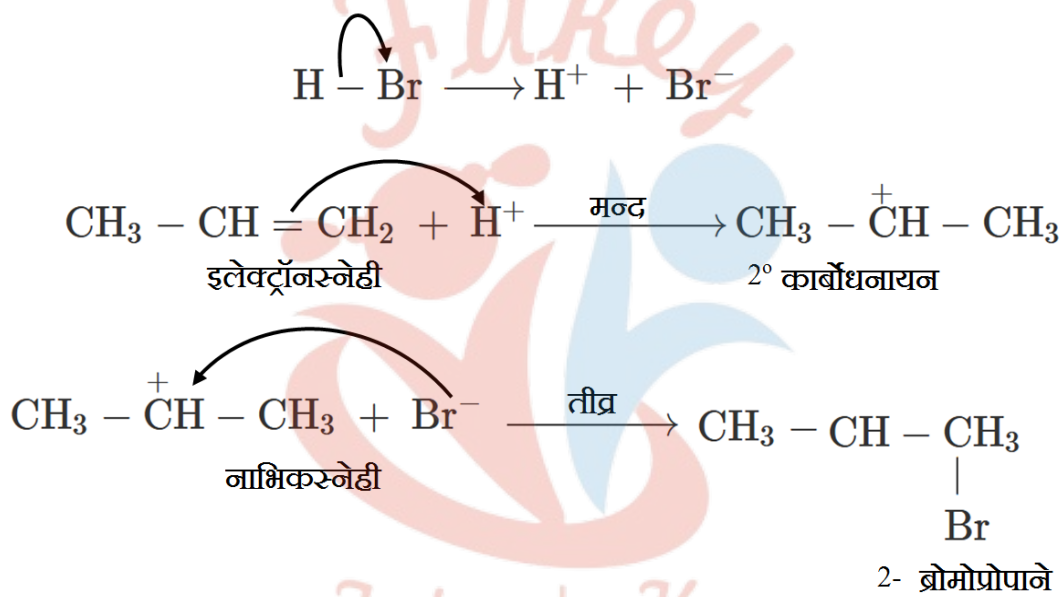 Fukey
H – Br ⟶ H⁺ + Br⁻
CH₃ – CH = CH₂ + H⁺ मन्द ⟶ CH₃ – C⁺H – CH₃
इलेक्ट्रॉनस्नेही 2° कार्बोधनायन
CH₃ – C⁺H – CH₃ + Br⁻ तीव्र ⟶ CH₃ – CH – CH₃
नाभिकस्नेही
|
Br
2- ब्रोमोप्रोपाने